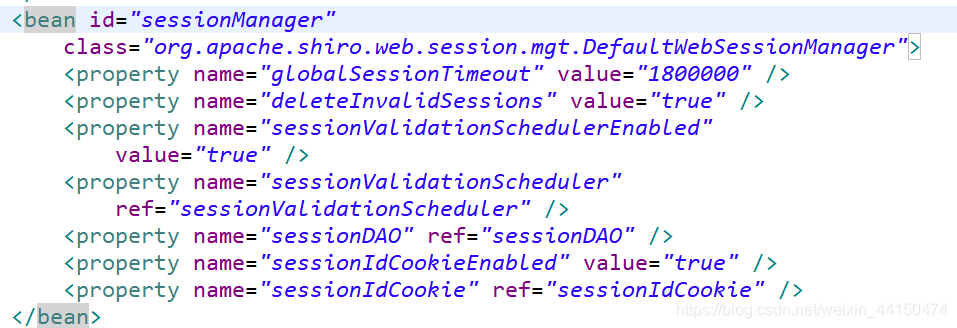 <bean id="sessionManager"
class="org.apache.shiro.web.session.mgt.DefaultWebSessionManager">
<property name="globalSessionTimeout" value="1800000" />
<property name="deleteInvalidSessions" value="true" />
<property name="sessionValidationSchedulerEnabled"
value="true" />
<property name="sessionValidationScheduler"
ref="sessionValidationScheduler" />
<property name="sessionDAO" ref="sessionDAO" />
<property name="sessionIdCookieEnabled" value="true" />
<property name="sessionIdCookie" ref="sessionIdCookie" />
</bean>
https://blog.csdn.net/weixin_44150474